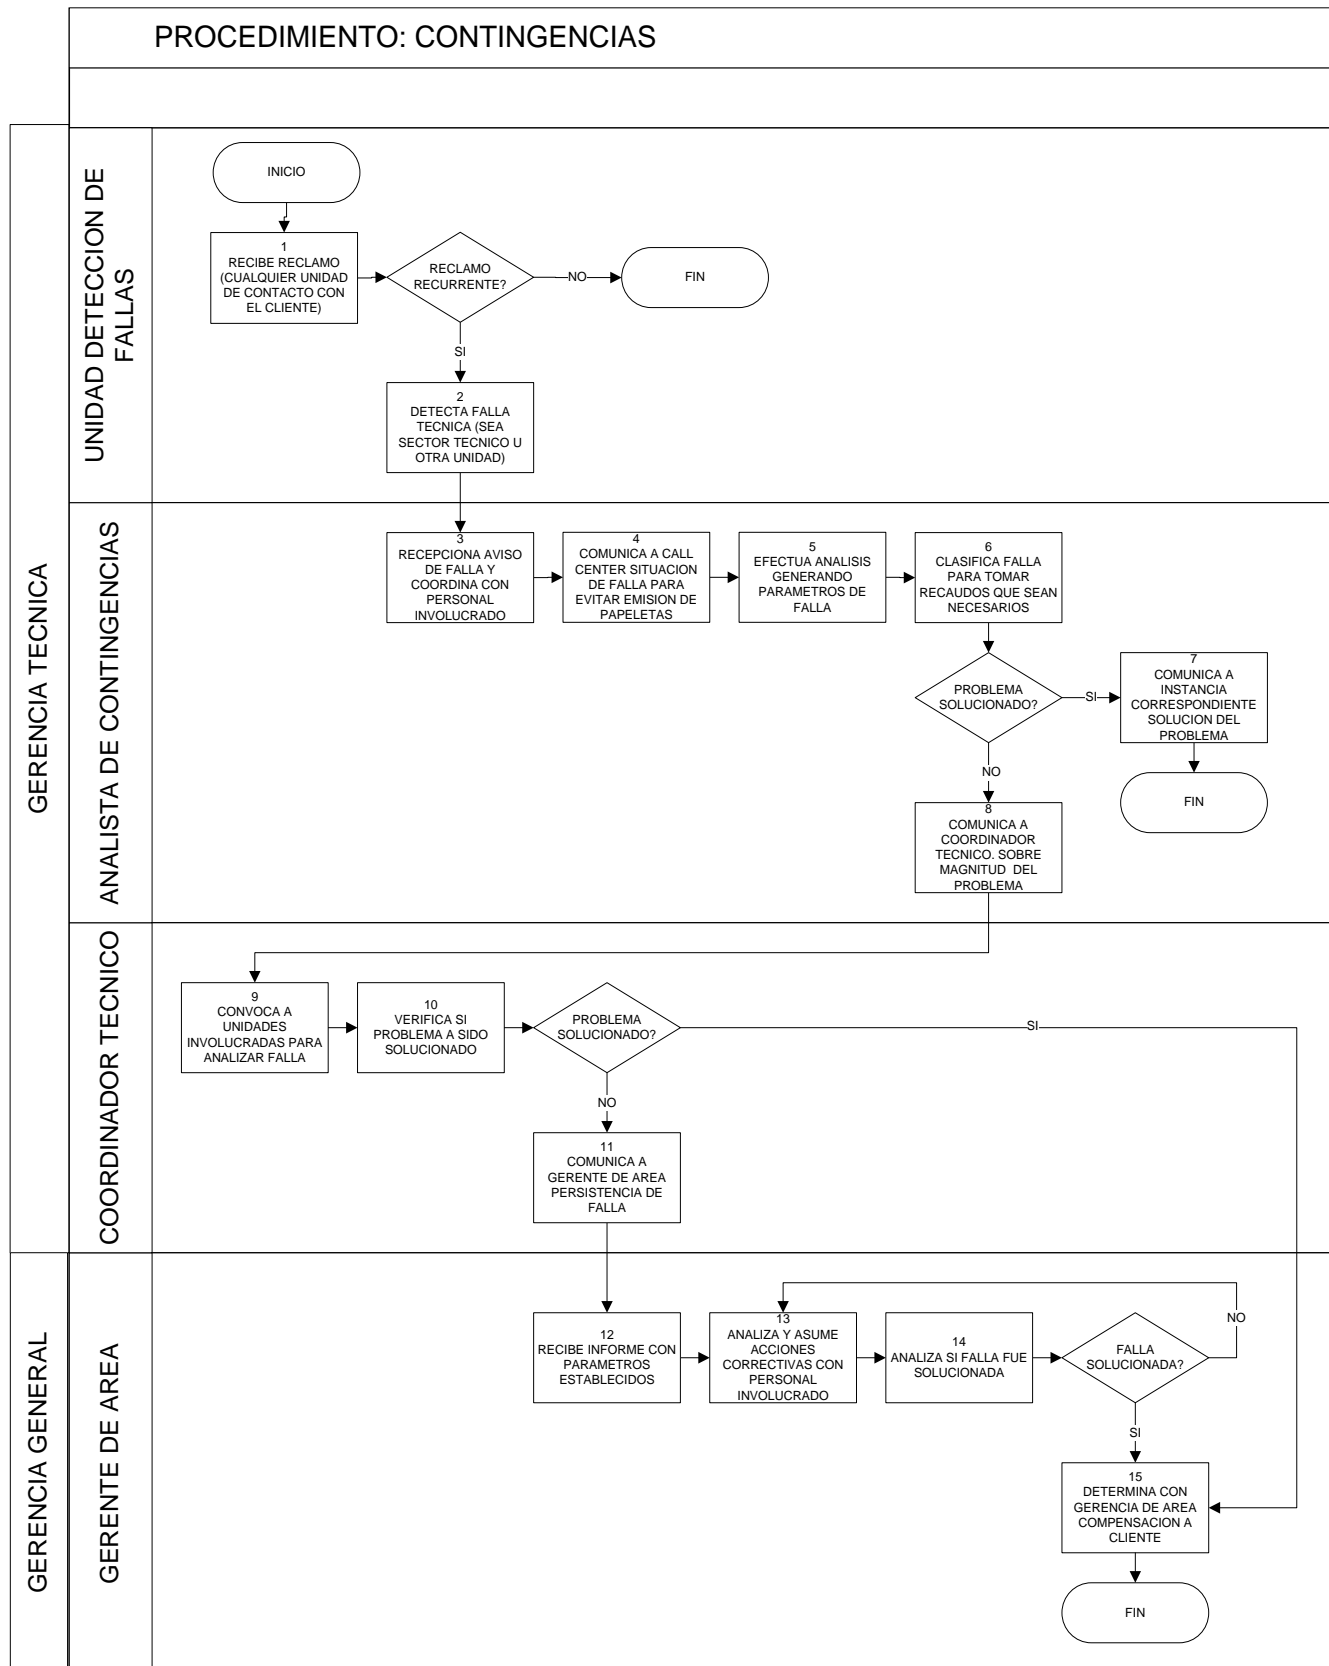 PROCEDIMIENTO: CONTINGENCIAS
GERENCIA TECNICA
UNIDAD DETECCION DE
FALLAS
INICIO
1
RECIBE RECLAMO
(CUALQUIER UNIDAD
DE CONTACTO CON
EL CLIENTE)
RECLAMO
RECURRENTE?
NO
FIN
SI
2
DETECTA FALLA
TECNICA (SEA
SECTOR TECNICO U
OTRA UNIDAD)
ANALISTA DE CONTINGENCIAS
3
RECEPCIONA AVISO
DE FALLA Y
COORDINA CON
PERSONAL
INVOLUCRADO
4
COMUNICA A CALL
CENTER SITUACION
DE FALLA PARA
EVITAR EMISION DE
PAPELETAS
5
EFECTUA ANALISIS
GENERANDO
PARAMETROS DE
FALLA
6
CLASIFICA FALLA
PARA TOMAR
RECAUDOS QUE SEAN
NECESARIOS
PROBLEMA
SOLUCIONADO?
SI
7
COMUNICA A
INSTANCIA
CORRESPONDIENTE
SOLUCION DEL
PROBLEMA
FIN
NO
8
COMUNICA A
COORDINADOR
TECNICO. SOBRE
MAGNITUD DEL
PROBLEMA
COORDINADOR TECNICO
9
CONVOCA A
UNIDADES
INVOLUCRADAS PARA
ANALIZAR FALLA
10
VERIFICA SI
PROBLEMA A SIDO
SOLUCIONADO
PROBLEMA
SOLUCIONADO?
SI
NO
11
COMUNICA A
GERENTE DE AREA
PERSISTENCIA DE
FALLA
GERENCIA GENERAL
GERENTE DE AREA
12
RECIBE INFORME CON
PARAMETROS
ESTABLECIDOS
13
ANALIZA Y ASUME
ACCIONES
CORRECTIVAS CON
PERSONAL
INVOLUCRADO
14
ANALIZA SI FALLA FUE
SOLUCIONADA
FALLA
SOLUCIONADA?
NO
SI
15
DETERMINA CON
GERENCIA DE AREA
COMPENSACION A
CLIENTE
FIN